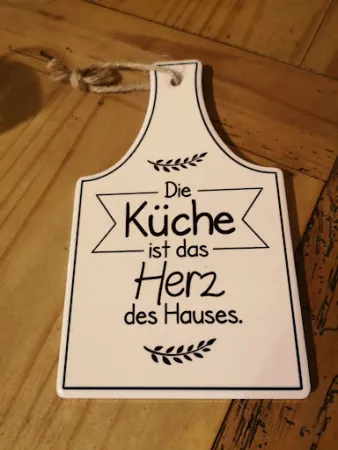 Die
Küche
ist das
Herz
des Hauses.